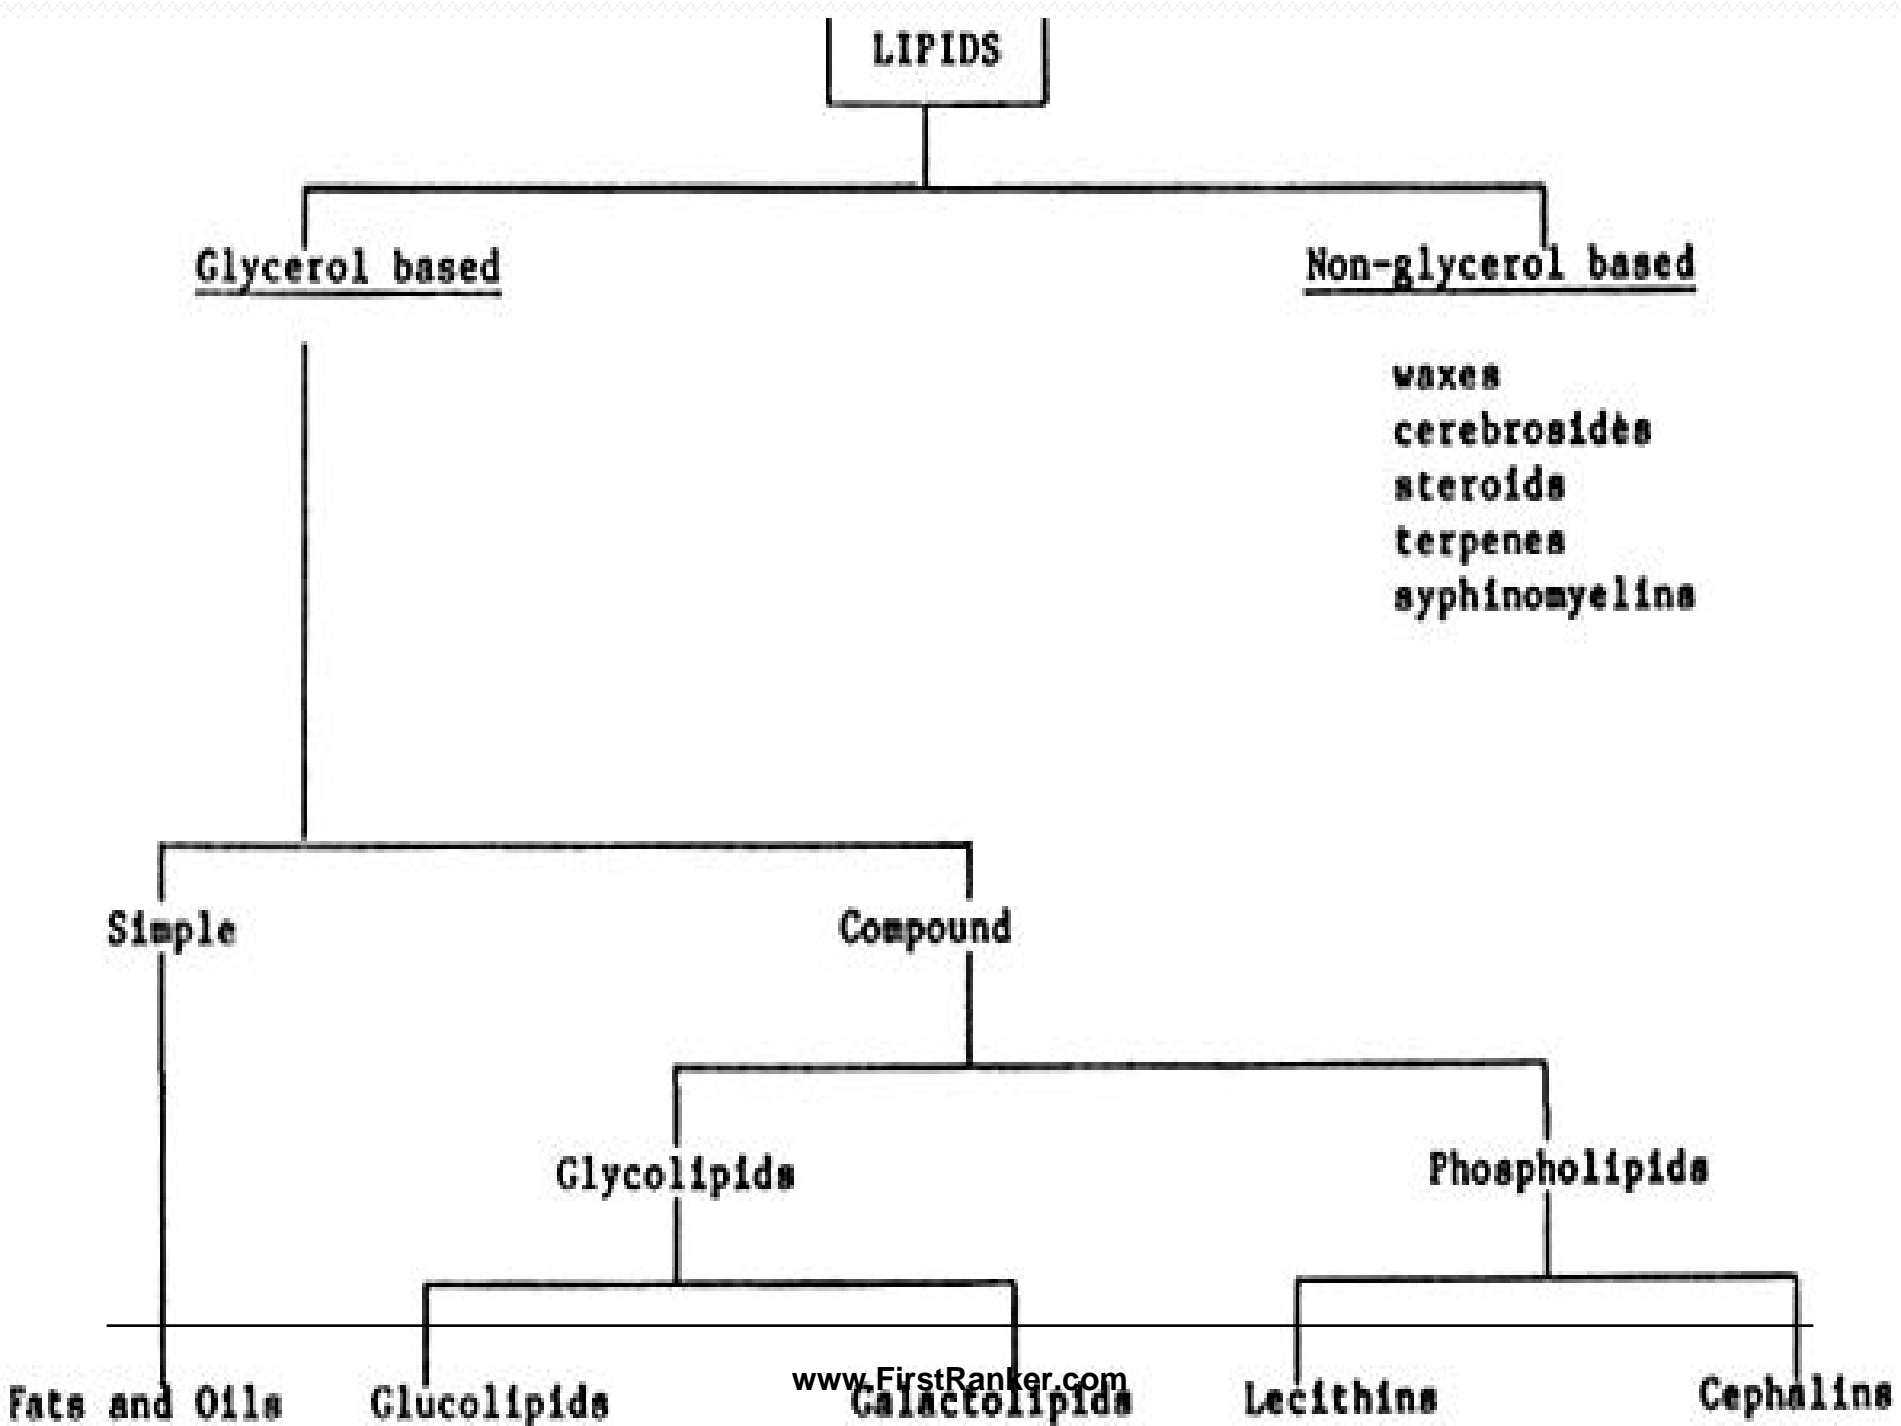 LIPIDS
Glycerol based
Non-glycerol based
waxes
cerebrosides
steroids
terpenes
syphinomyelins
Simple
Compound
Glycolipids
Phospholipids
www.FirstRanker.com
Fats and Oils
Glucolipids
Galactolipids
Lecithins
Cephalins